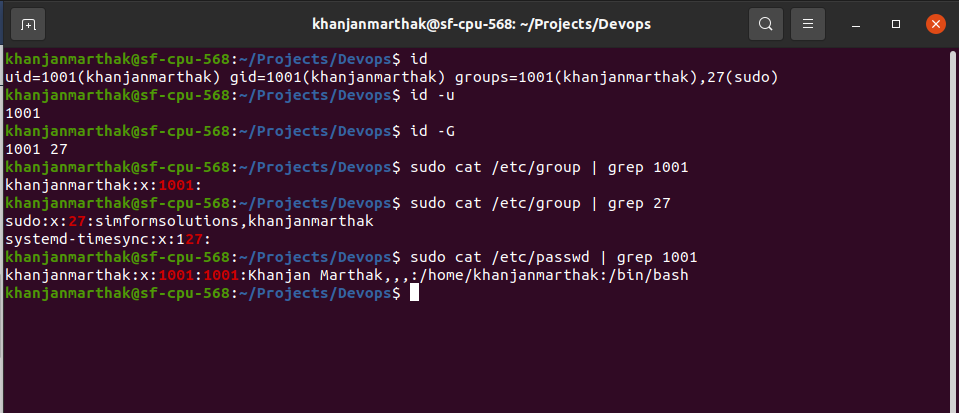 khanjanmarthak@sf-cpu-568: ~/Projects/Devops
khanjanmarthak@sf-cpu-568:~/Projects/Devops$ id
uid=1001(khanjanmarthak) gid=1001(khanjanmarthak) groups=1001(khanjanmarthak),27(sudo)
khanjanmarthak@sf-cpu-568:~/Projects/Devops$ id -u
1001
khanjanmarthak@sf-cpu-568:~/Projects/Devops$ id -G
1001 27
khanjanmarthak@sf-cpu-568:~/Projects/Devops$ sudo cat /etc/group | grep 1001
khanjanmarthak:x:1001:
khanjanmarthak@sf-cpu-568:~/Projects/Devops$ sudo cat /etc/group | grep 27
sudo:x:27:simformsolutions,khanjanmarthak
systemd-timesync:x:127:
khanjanmarthak@sf-cpu-568:~/Projects/Devops$ sudo cat /etc/passwd | grep 1001
khanjanmarthak:x:1001:1001:Khanjan Marthak,,,:/home/khanjanmarthak:/bin/bash
khanjanmarthak@sf-cpu-568:~/Projects/Devops$